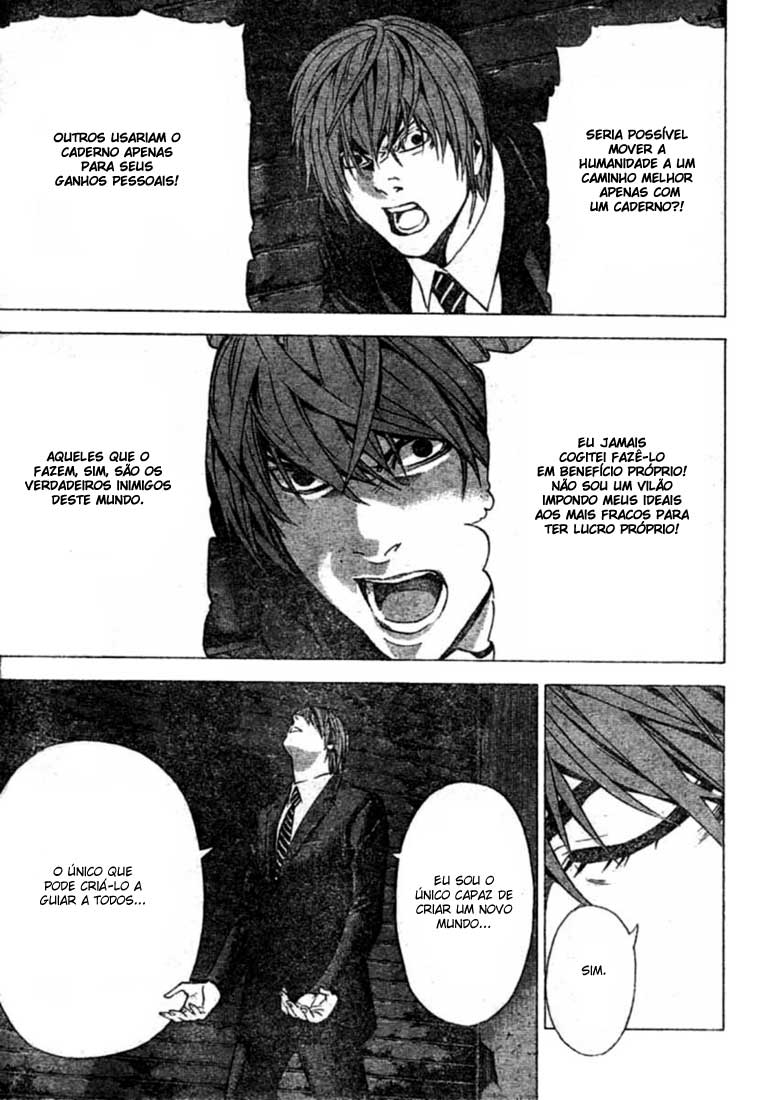 SERIA POSSÍVEL
MOVER A
HUMANIDADE A UM
CAMINHO MELHOR
APENAS COM
UM CADERNO?!
OUTROS USARIAM O
CADERNO APENAS
PARA SEUS
GANHOS PESSOAIS!
EU JAMAIS
COGITEI FAZÊ-LO
EM BENEFÍCIO PRÓPRIO!
NÃO SOU UM VILÃO
IMPONDO MEUS IDEAIS
AOS MAIS FRACOS PARA
TER LUCRO PRÓPRIO!
AQUELES QUE O
FAZEM, SIM, SÃO OS
VERDADEIROS INIMIGOS
DESTE MUNDO.
SIM.
EU SOU O
ÚNICO CAPAZ DE
CRIAR UM NOVO
MUNDO...
O ÚNICO QUE
PODE CRIÁ-LO A
GUIAR A TODOS...